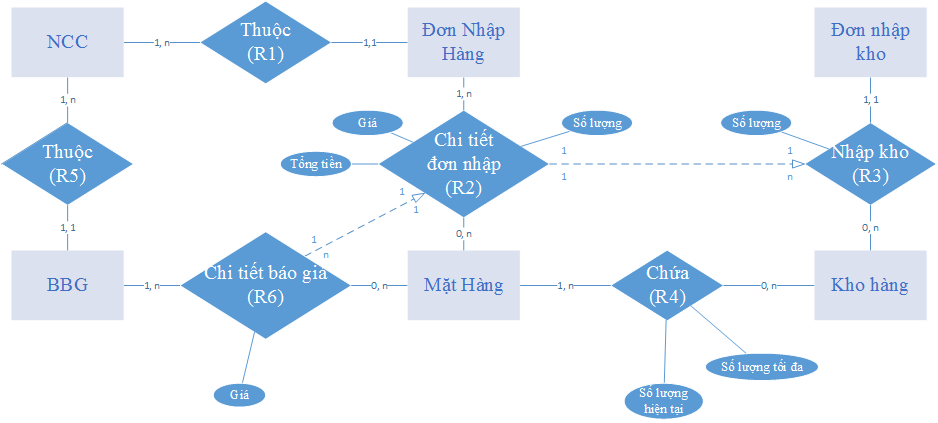 NCC
1, n
Thuộc
(R1)
1,1
Đơn Nhập
Hàng
Đơn nhập
kho
1, n
1, n
1, 1
Giá
Số lượng
Số lượng
Thuộc
(R5)
Tổng tiền
Chi tiết
đơn nhập
(R2)
1
1
1
n
Nhập kho
(R3)
1
1
1
n
1, 1
0, n
0, n
BBG
1, n
Chi tiết báo giá
(R6)
0, n
Mặt Hàng
1, n
Chứa
(R4)
0, n
Kho hàng
Giá
Số lượng tối đa
Số lượng
hiện tại